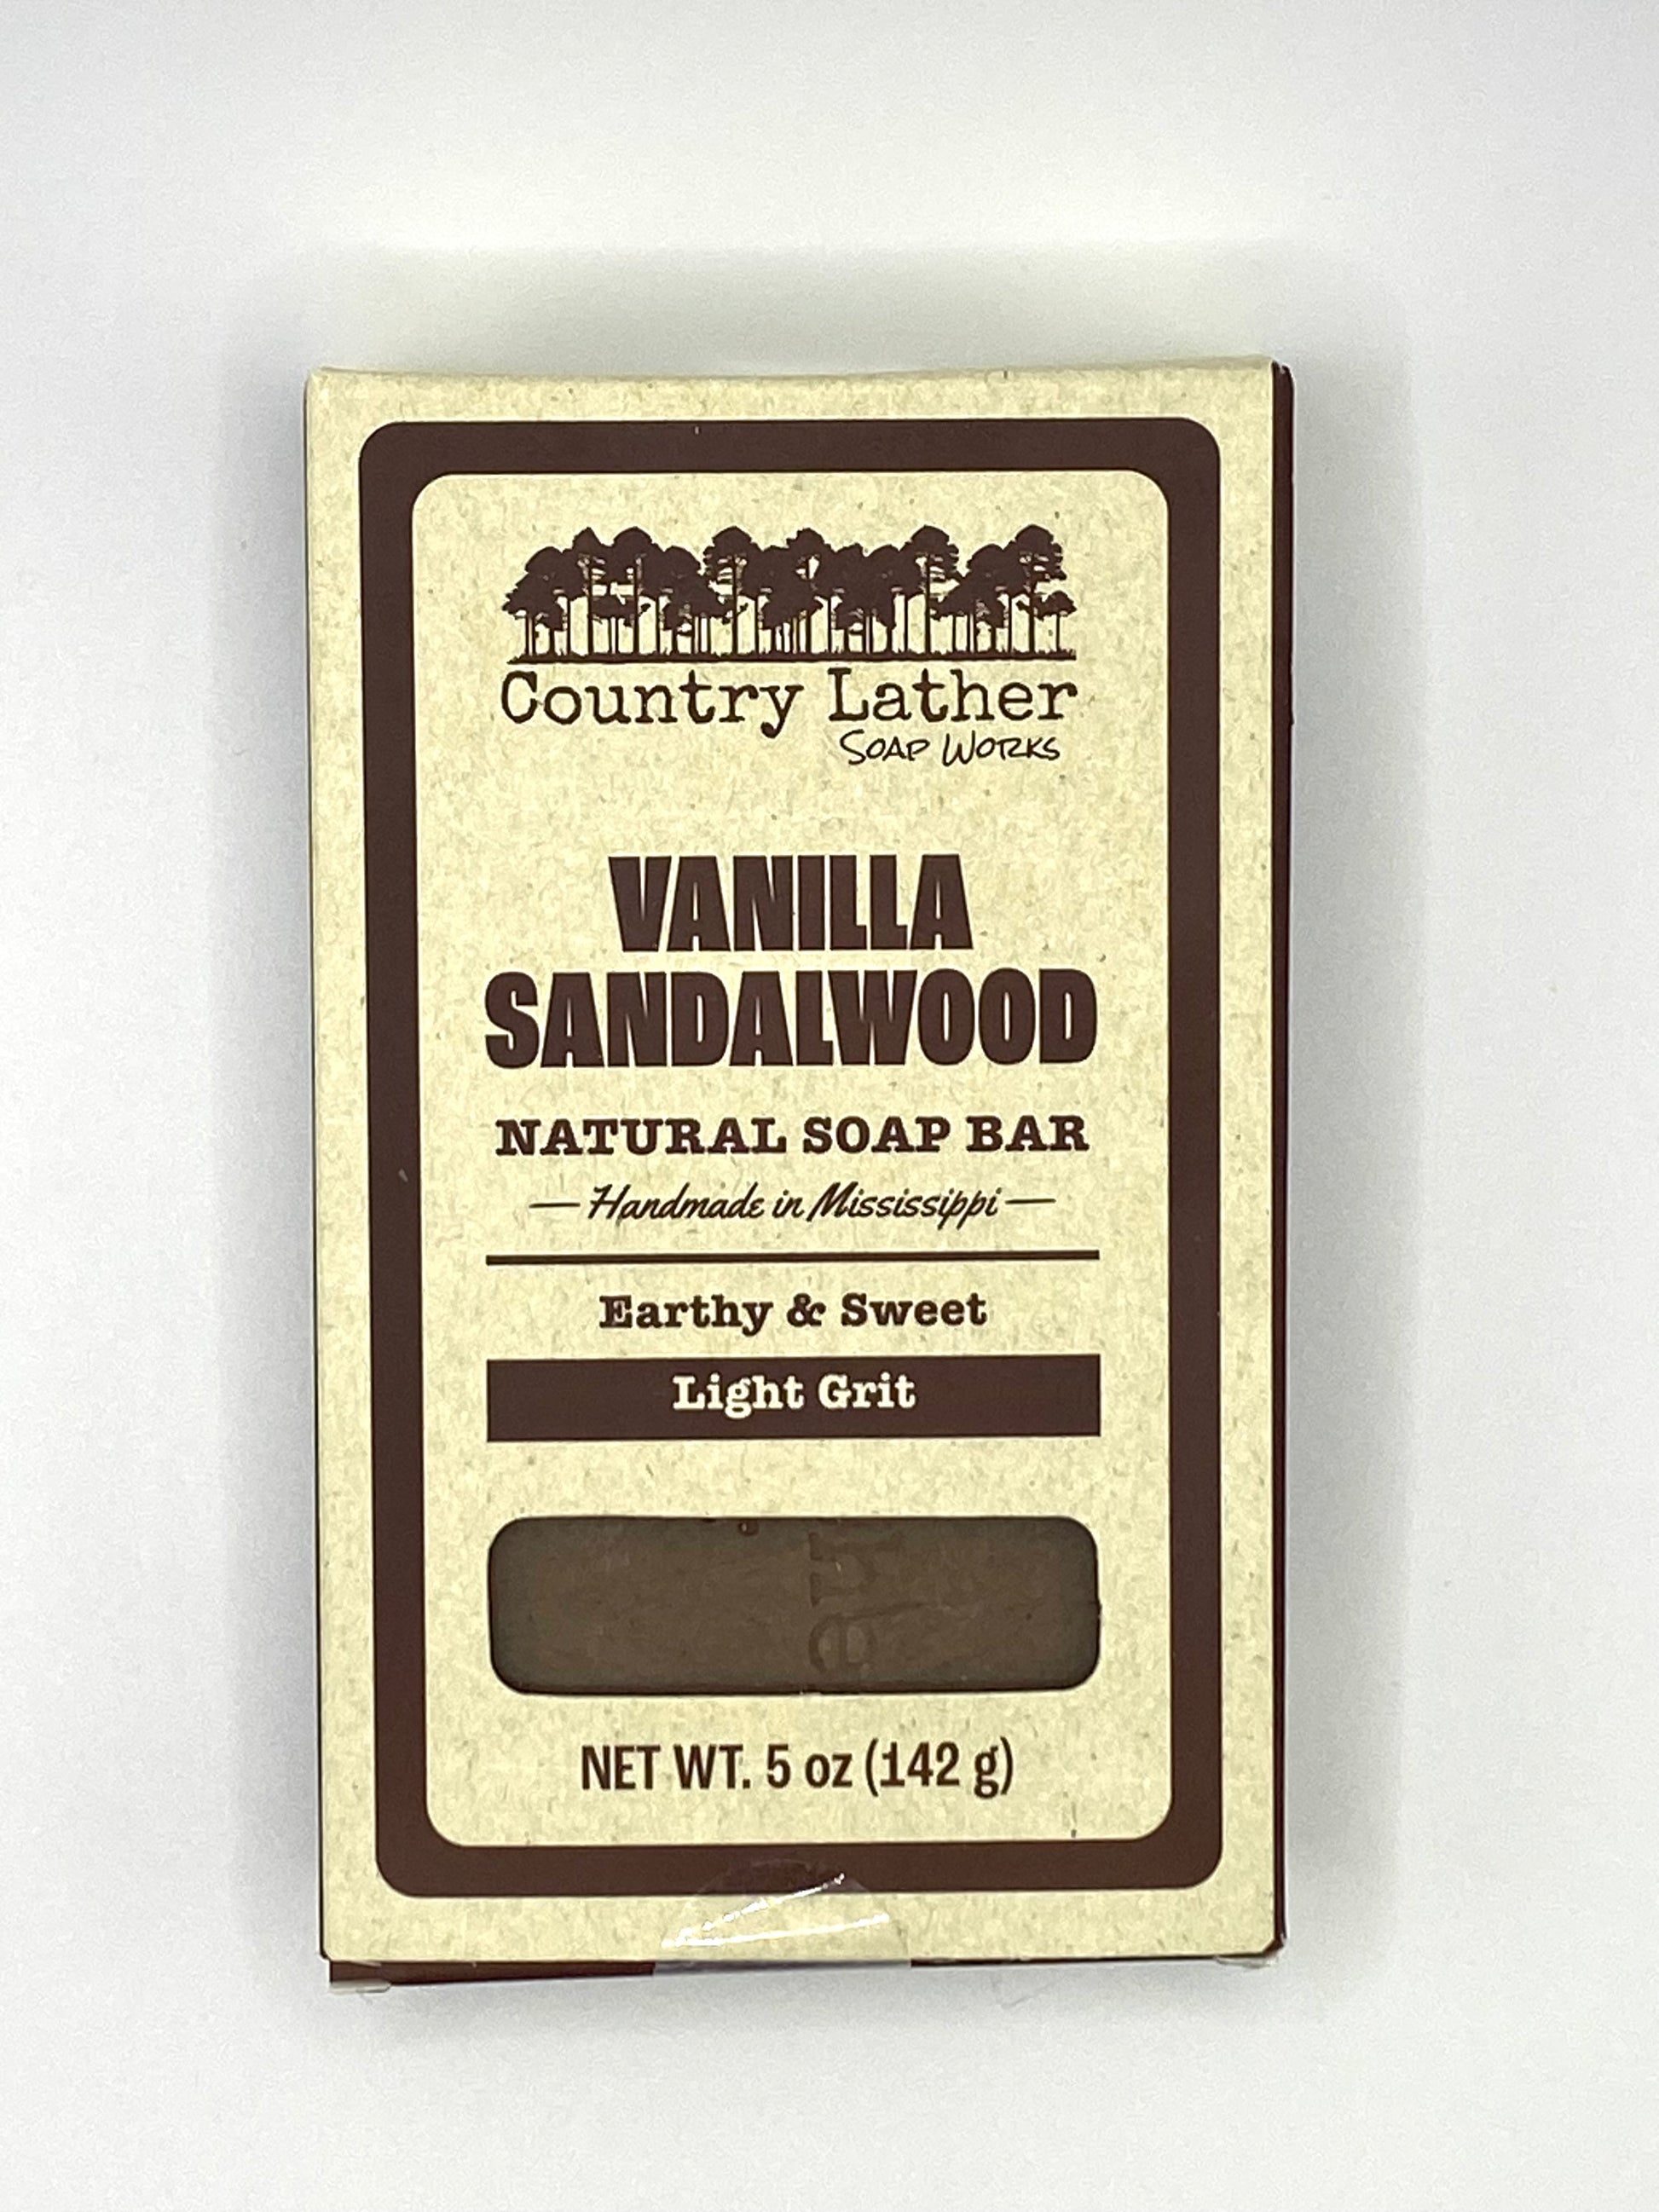 Country Lather
Soap Works
VANILLA
SANDALWOOD
NATURAL SOAP BAR
— Handmade in Mississippi —
Earthy & Sweet
Light Grit
NET WT. 5 oz (142 g)